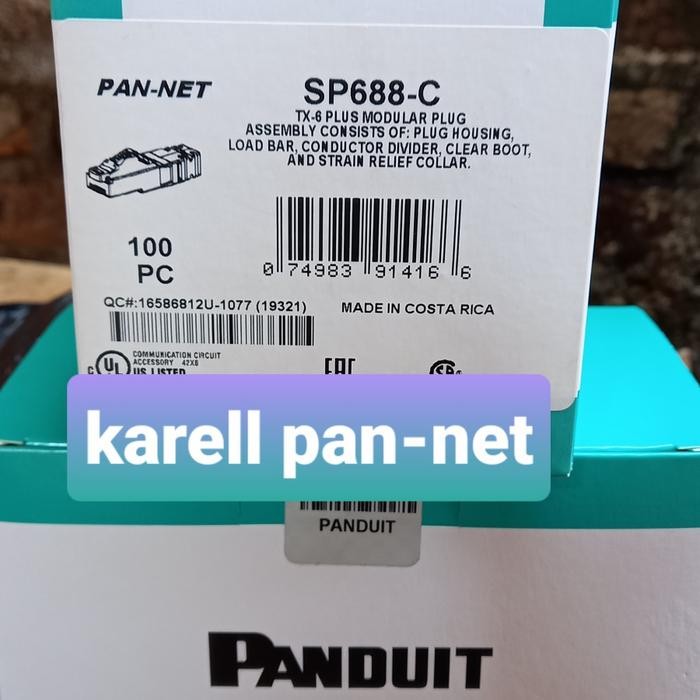 PAN-NET
SP688-C
TX-6 PLUS MODULAR PLUG
ASSEMBLY CONSISTS OF: PLUG HOUSING,
LOAD BAR, CONDUCTOR DIVIDER, CLEAR BOOT,
AND STRAIN RELIEF COLLAR.
100
PC
0 74983 91416 6
QC#:16586812U-1077 (19321)
MADE IN COSTA RICA
COMMUNICATION CIRCUIT
ACCESSORY 42X6
C UL US LISTED
EAC
karell pan-net
PANDUIT
PANDUIT